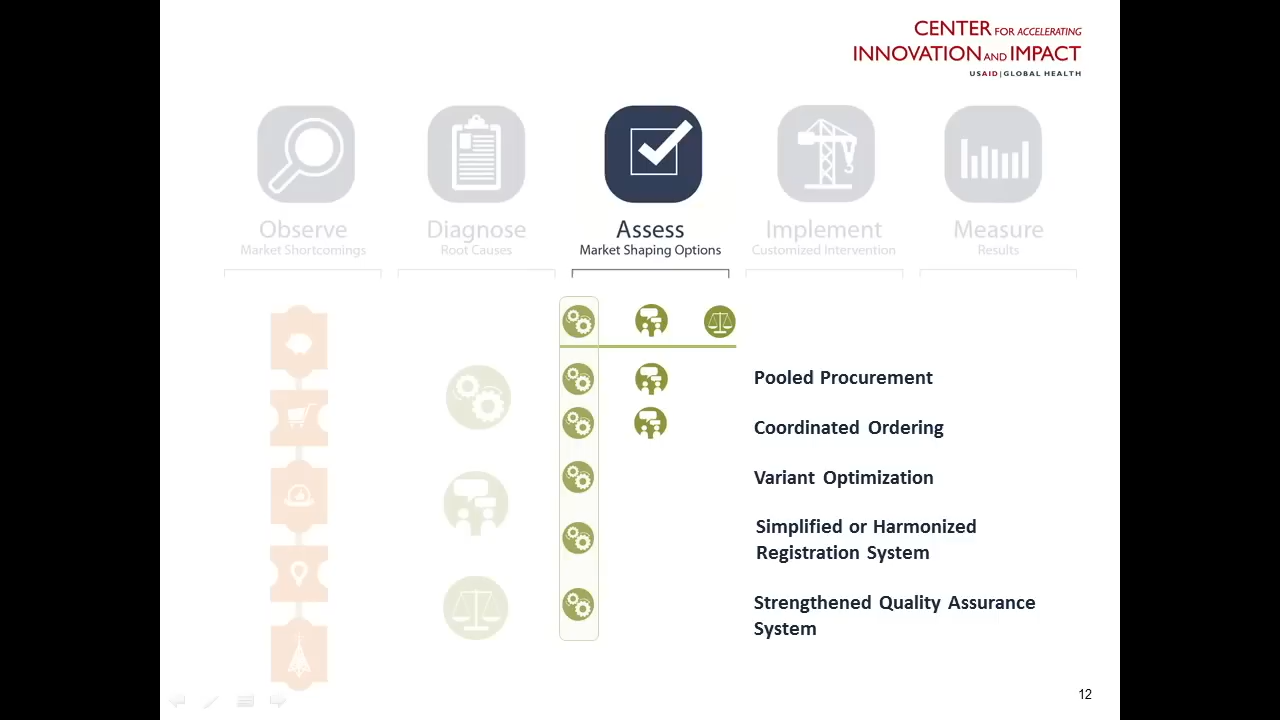 CENTER FOR ACCELERATING
INNOVATION AND IMPACT
USAID | GLOBAL HEALTH
Observe
Market Shortcomings
Diagnose
Root Causes
Assess
Market Shaping Options
Implement
Customized Intervention
Measure
Results
Pooled Procurement
Coordinated Ordering
Variant Optimization
Simplified or Harmonized
Registration System
Strengthened Quality Assurance
System
12